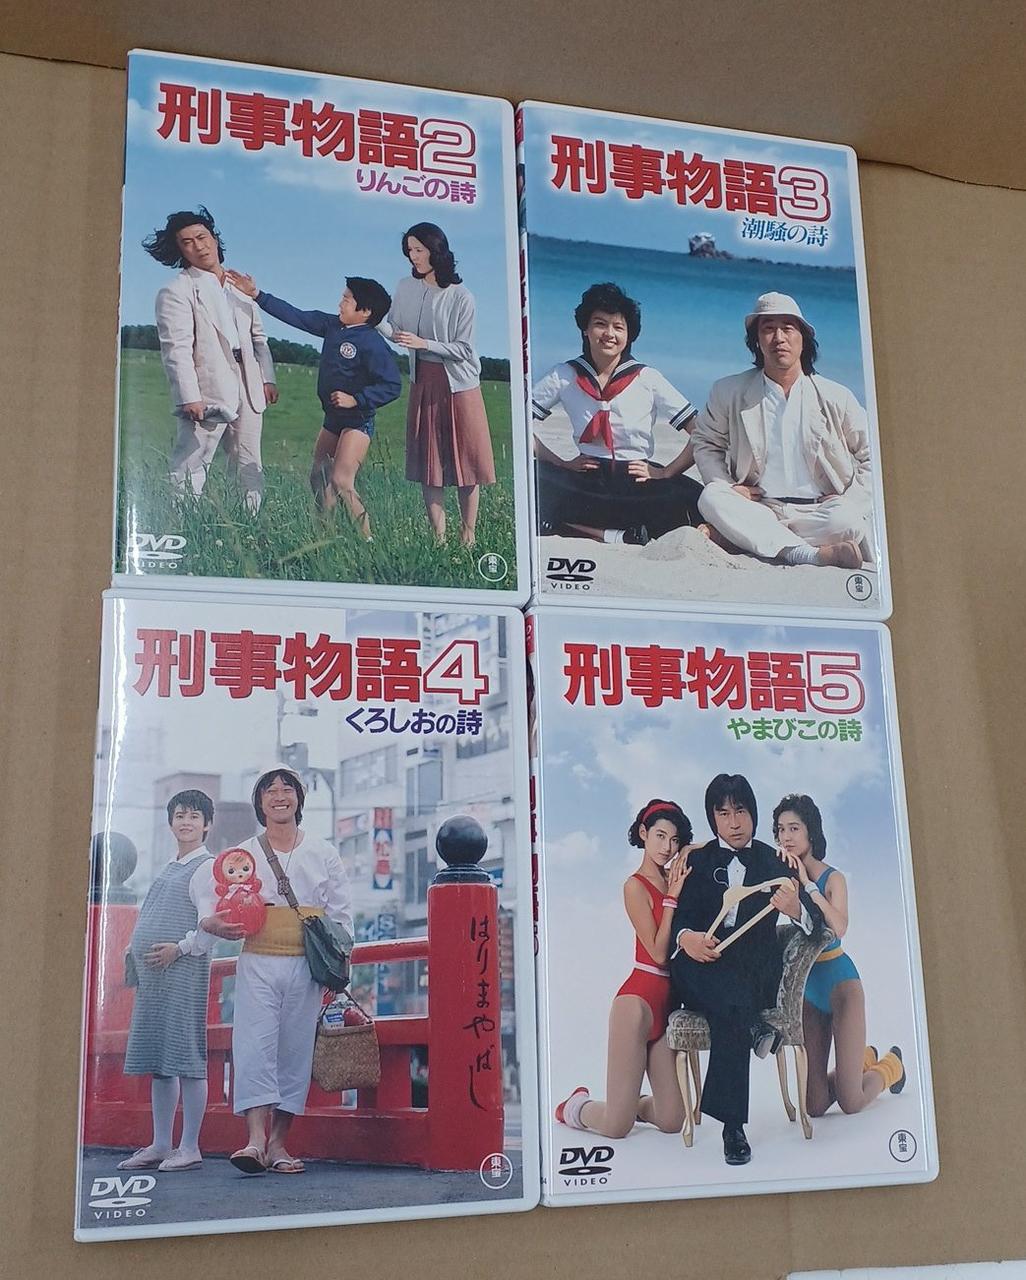 刑事物語2
りんごの詩
DVD
VIDEO
東宝
刑事物語3
潮騒の詩
DVD
VIDEO
東宝
刑事物語4
くろしおの詩
はりまやばし
DVD
VIDEO
東宝
刑事物語5
やまびこの詩
DVD
VIDEO
東宝